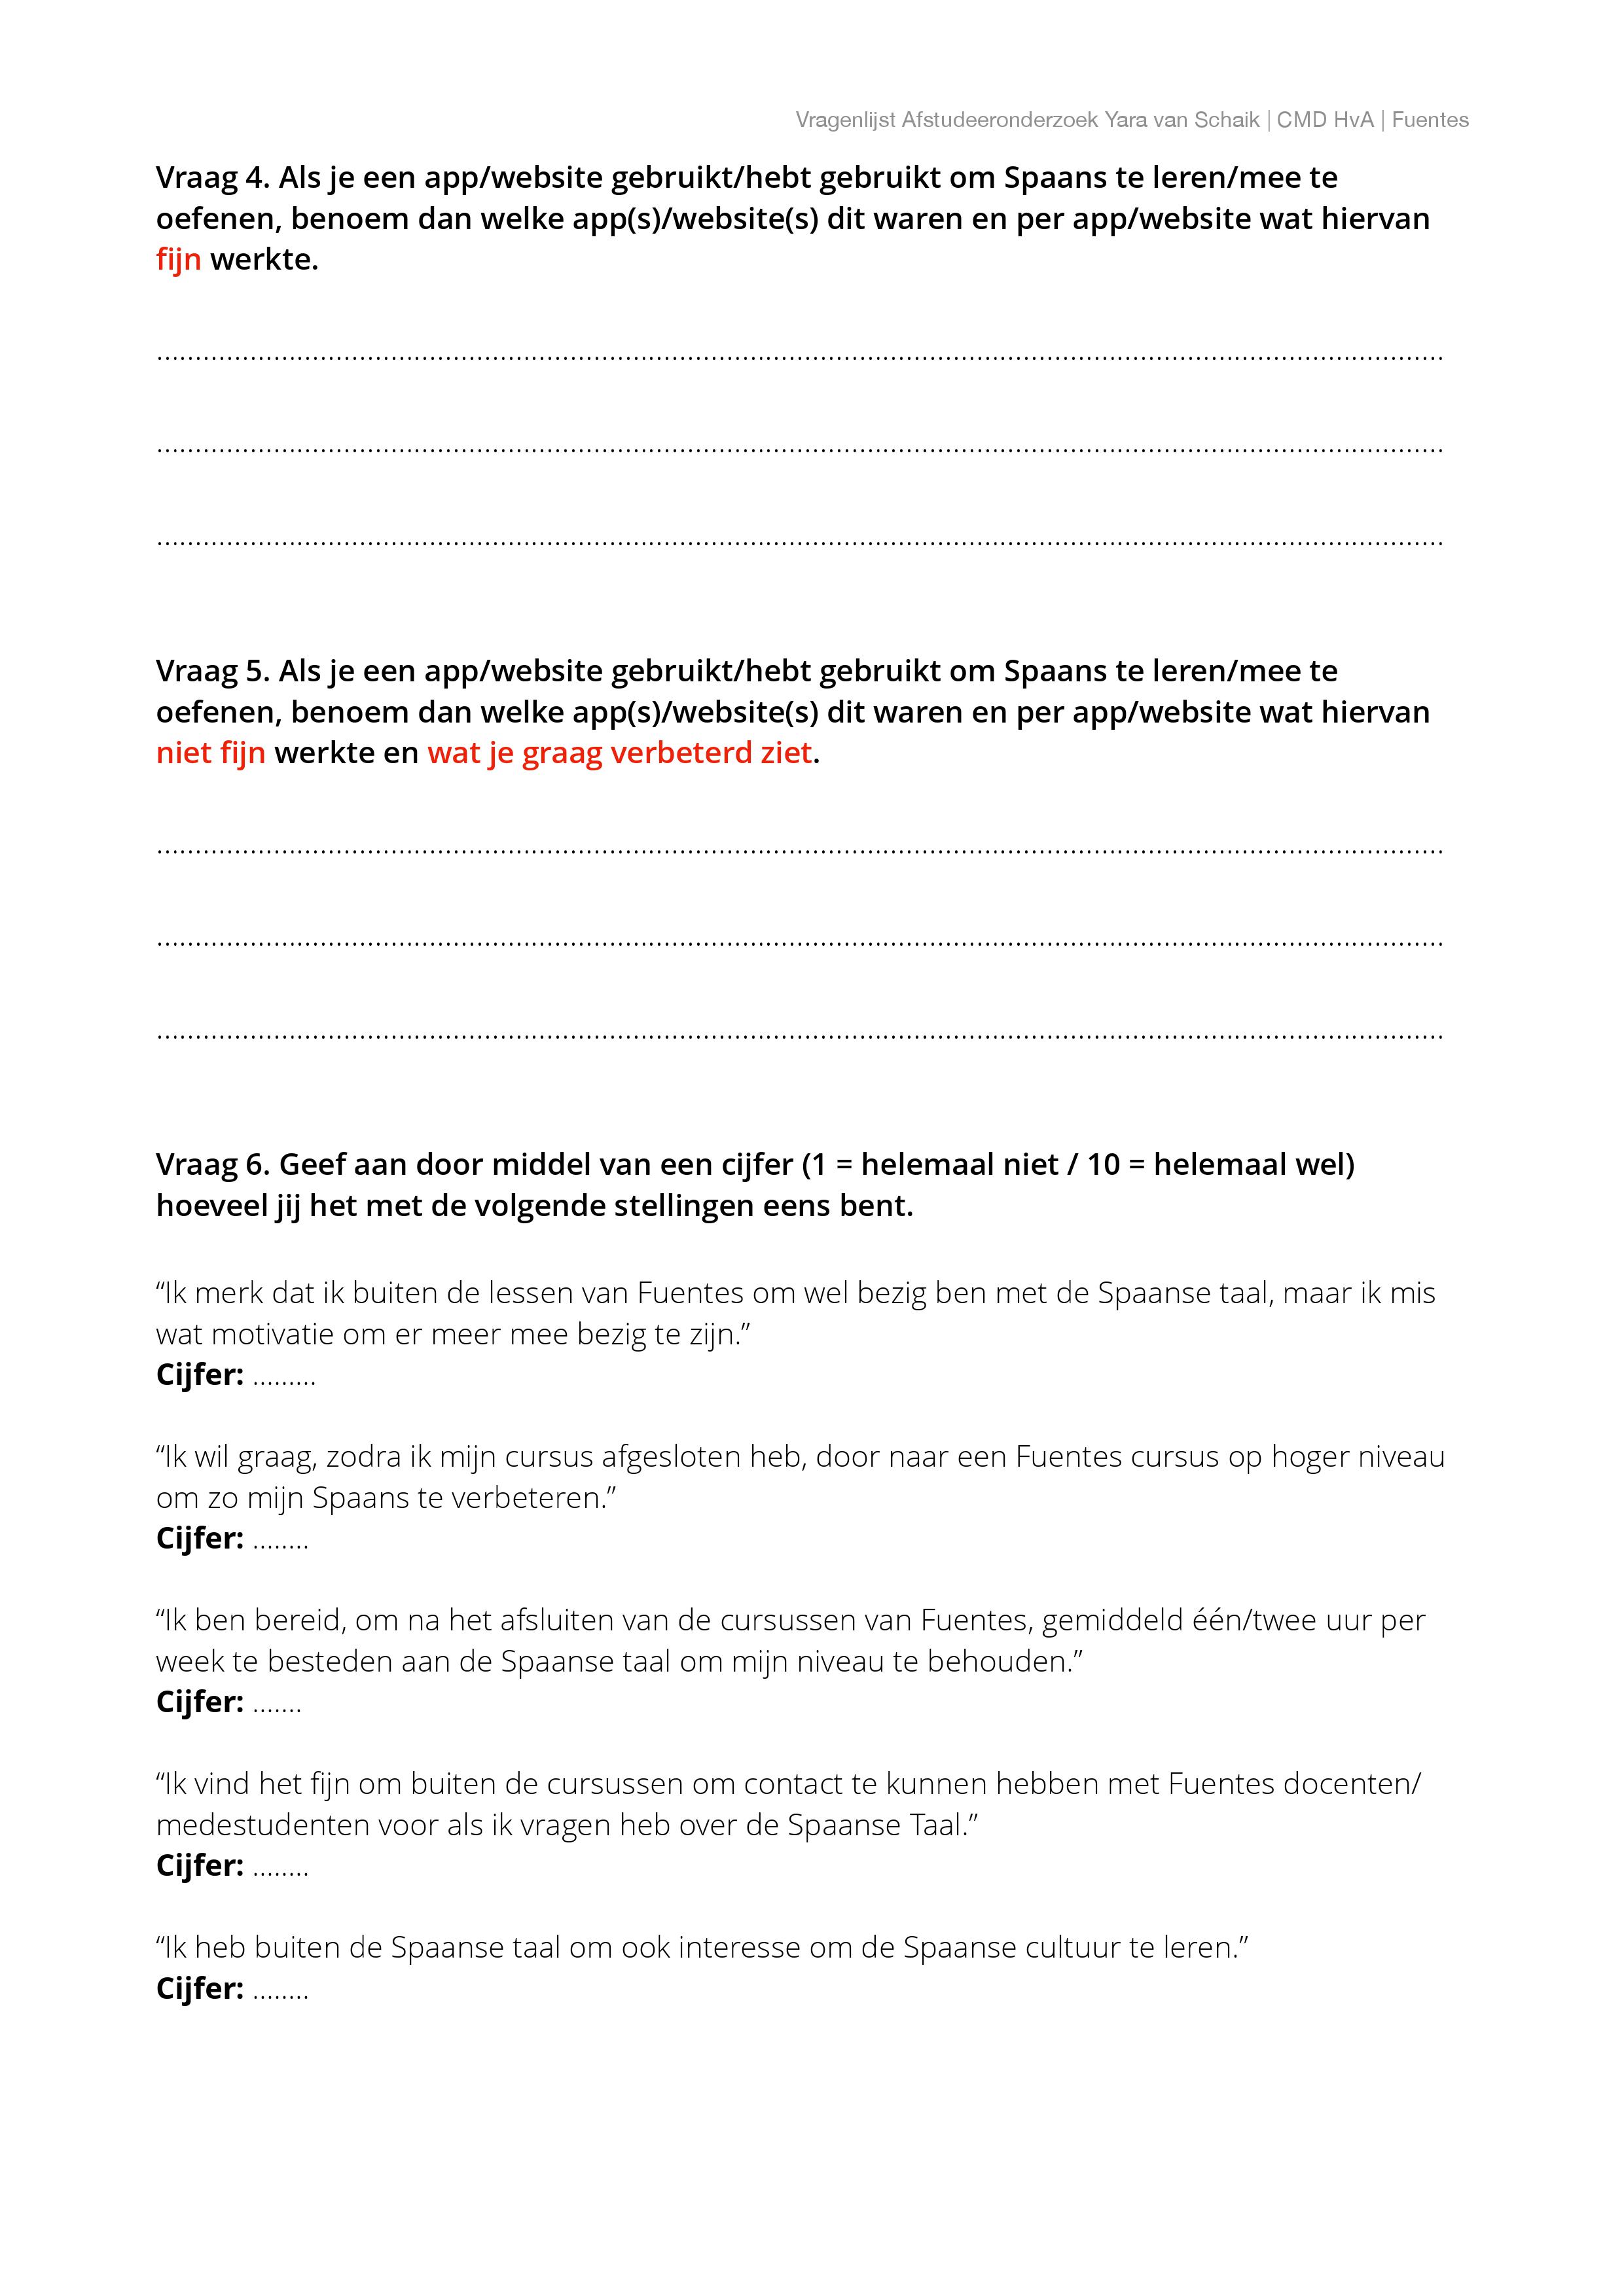 Vragenlijst Afstudeeronderzoek Yara van Schaik | CMD HvA | Fuentes
Vraag 4. Als je een app/website gebruikt/hebt gebruikt om Spaans te leren/mee te
oefenen, benoem dan welke app(s)/website(s) dit waren en per app/website wat hiervan
fijn werkte.
....................................................................................................................................................................
....................................................................................................................................................................
....................................................................................................................................................................
Vraag 5. Als je een app/website gebruikt/hebt gebruikt om Spaans te leren/mee te
oefenen, benoem dan welke app(s)/website(s) dit waren en per app/website wat hiervan
niet fijn werkte en wat je graag verbeterd ziet.
....................................................................................................................................................................
....................................................................................................................................................................
....................................................................................................................................................................
Vraag 6. Geef aan door middel van een cijfer (1 = helemaal niet / 10 = helemaal wel)
hoeveel jij het met de volgende stellingen eens bent.
“Ik merk dat ik buiten de lessen van Fuentes om wel bezig ben met de Spaanse taal, maar ik mis
wat motivatie om er meer mee bezig te zijn.”
Cijfer: .........
“Ik wil graag, zodra ik mijn cursus afgesloten heb, door naar een Fuentes cursus op hoger niveau
om zo mijn Spaans te verbeteren.”
Cijfer: ........
“Ik ben bereid, om na het afsluiten van de cursussen van Fuentes, gemiddeld één/twee uur per
week te besteden aan de Spaanse taal om mijn niveau te behouden.”
Cijfer: .......
“Ik vind het fijn om buiten de cursussen om contact te kunnen hebben met Fuentes docenten/
medestudenten voor als ik vragen heb over de Spaanse Taal.”
Cijfer: ........
“Ik heb buiten de Spaanse taal om ook interesse om de Spaanse cultuur te leren.”
Cijfer: ........